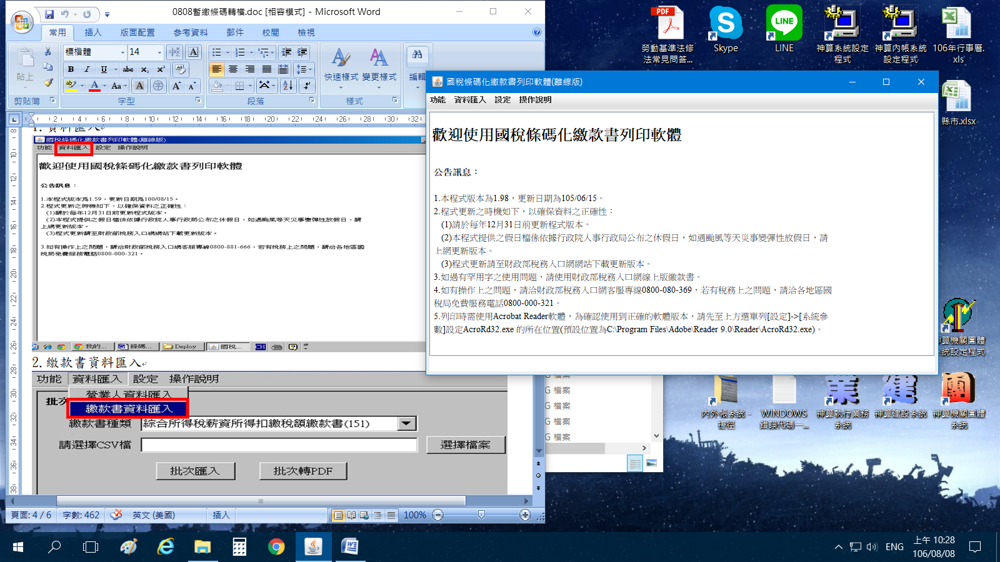 0808暫繳條碼轉檔.doc [相容模式] - Microsoft Word
常用 插入 版面配置 參考資料 郵件 校閱 檢視
標楷體 14
貼上
快速樣式 變更樣式 編輯
剪貼簿 字型 段落 樣式
2 4 6 8 10 12 14 16 18 20 22 24 26 28 30 32
1.資料匯入
國稅條碼化繳款書列印軟體(離線版)
功能 資料匯入 設定 操作說明
歡迎使用國稅條碼化繳款書列印軟體
公告訊息：
1.本程式版本為1.59，更新日期為100/08/15。
2.程式更新之時機如下，以確保資料之正確性：
(1)請於每年12月31日前更新程式版本。
(2)本程式提供之假日檔係依據行政院人事行政局公布之休假日，如遇颱風等天災事變彈性放假日，請
上網更新版本。
(3)程式更新請至財政部稅務入口網網站下載更新版本。
3.如有操作上之問題，請洽財政部稅務入口網客服專線0800-881-666，若有稅務上之問題，請洽各地區國
稅局免費服務電話0800-000-321。
我的... 條碼... Deploy 國稅... CH
2.繳款書資料匯入
功能 資料匯入 設定 操作說明
營業人資料匯入
批次
繳款書資料匯入
繳款書種類 綜合所得稅薪資所得扣繳稅額繳款書(151)
請選擇CSV檔 選擇檔案
批次匯入 批次轉PDF
頁面: 4 / 6 字數: 462 英文 (美國) 插入 100%
國稅條碼化繳款書列印軟體(離線版)
功能 資料匯入 設定 操作說明
歡迎使用國稅條碼化繳款書列印軟體
公告訊息：
1.本程式版本為1.98，更新日期為105/06/15。
2.程式更新之時機如下，以確保資料之正確性：
(1)請於每年12月31日前更新程式版本。
(2)本程式提供之假日檔係依據行政院人事行政局公布之休假日，如遇颱風等天災事變彈性放假日，請
上網更新版本。
(3)程式更新請至財政部稅務入口網網站下載更新版本。
3.如遇有罕用字之使用問題，請使用財政部稅務入口網線上版繳款書。
4.如有操作上之問題，請洽財政部稅務入口網客服專線0800-080-369，若有稅務上之問題，請洽各地區國
稅局免費服務電話0800-000-321。
5.列印時需使用Acrobat Reader軟體，為確認使用到正確的軟體版本，請先至上方選單列[設定]->[系統參
數]設定AcroRd32.exe 的所在位置(預設位置為C:\Program Files\Adobe\Reader 9.0\Reader\AcroRd32.exe)。
G 檔案
G 檔案
G 檔案
G 檔案
G 檔案
PDF
勞動基準法修
法常見問答...
Skype
LINE
LINE
神算系統設定
程式
神算內帳系統
設定程式
106年行事曆.
xls
縣市.xlsx
神算機關團體
系統設定程式
內外帳系統 -
捷徑
WINDOWS
錯誤代碼一...
業
神算執行業務
系統
建
神算建設系統
團
神算機關團體
系統
ENG
上午 10:28
106/08/08